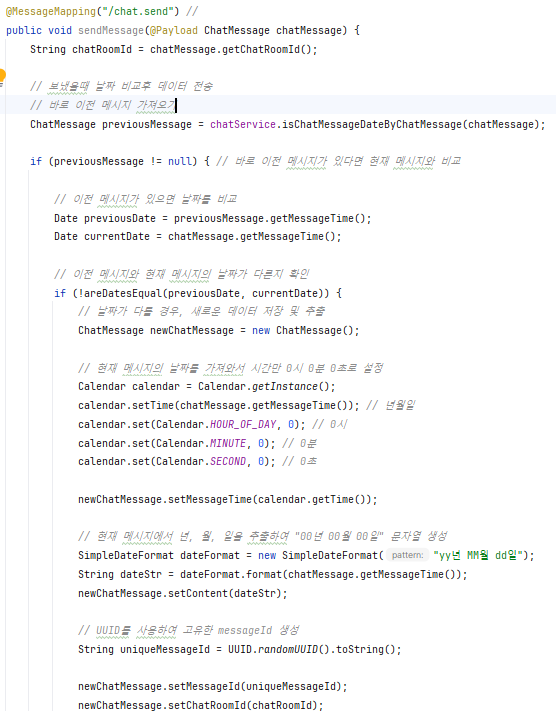 @MessageMapping("/chat.send") //
public void sendMessage(@Payload ChatMessage chatMessage) {
String chatRoomId = chatMessage.getChatRoomId();
// 보냈을때 날짜 비교후 데이터 전송
// 바로 이전 메시지 가져오기
ChatMessage previousMessage = chatService.isChatMessageDateByChatMessage(chatMessage);
if (previousMessage != null) { // 바로 이전 메시지가 있다면 현재 메시지와 비교
// 이전 메시지가 있으면 날짜를 비교
Date previousDate = previousMessage.getMessageTime();
Date currentDate = chatMessage.getMessageTime();
// 이전 메시지와 현재 메시지의 날짜가 다른지 확인
if (!areDatesEqual(previousDate, currentDate)) {
// 날짜가 다를 경우, 새로운 데이터 저장 및 추출
ChatMessage newChatMessage = new ChatMessage();
// 현재 메시지의 날짜를 가져와서 시간만 0시 0분 0초로 설정
Calendar calendar = Calendar.getInstance();
calendar.setTime(chatMessage.getMessageTime()); // 년월일
calendar.set(Calendar.HOUR_OF_DAY, 0); // 0시
calendar.set(Calendar.MINUTE, 0); // 0분
calendar.set(Calendar.SECOND, 0); // 0초
newChatMessage.setMessageTime(calendar.getTime());
// 현재 메시지에서 년, 월, 일을 추출하여 "00년 00월 00일" 문자열 생성
SimpleDateFormat dateFormat = new SimpleDateFormat( pattern: "yy년 MM월 dd일");
String dateStr = dateFormat.format(chatMessage.getMessageTime());
newChatMessage.setContent(dateStr);
// UUID를 사용하여 고유한 messageId 생성
String uniqueMessageId = UUID.randomUUID().toString();
newChatMessage.setMessageId(uniqueMessageId);
newChatMessage.setChatRoomId(chatRoomId);